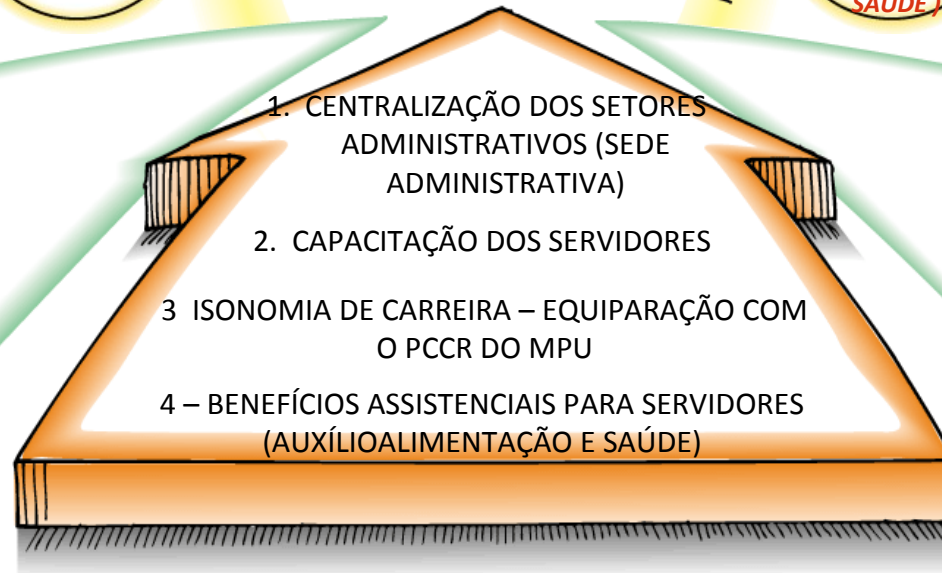 SAÚDE)
1. CENTRALIZAÇÃO DOS SETORES
ADMINISTRATIVOS (SEDE
ADMINISTRATIVA)
2. CAPACITAÇÃO DOS SERVIDORES
3 ISONOMIA DE CARREIRA – EQUIPARAÇÃO COM
O PCCR DO MPU
4 – BENEFÍCIOS ASSISTENCIAIS PARA SERVIDORES
(AUXÍLIOALIMENTAÇÃO E SAÚDE)